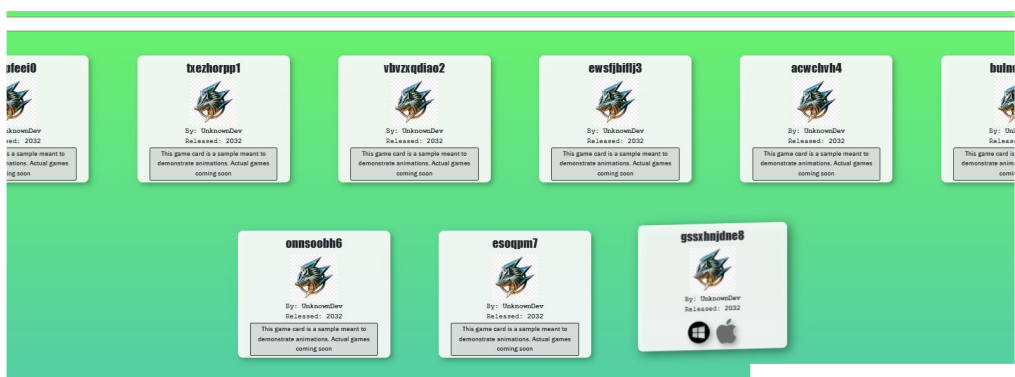 pfeei0
txezhorpp1
vbvzxqdiao2
ewsfjbiflj3
acwchvh4
By: UnknownDev
By: UnknownDev
By: UnknownDev
By: UnknownDev
Released: 2032
Released: 2032
Released: 2032
Released: 2032
This game card is a sample meant to
demonstrate animations. Actual games
coming soon
This game card is a sample meant to
demonstrate animations. Actual games
coming soon
This game card is a sample meant to
demonstrate animations. Actual games
coming soon
This game card is a sample meant to
demonstrate animations. Actual games
coming soon
onnsoobh6
By: UnknownDev
Released: 2032
This game card is a sample meant to
demonstrate animations. Actual games
coming soon
esoqpm7
By: UnknownDev
Released: 2032
This game card is a sample meant to
demonstrate animations. Actual games
coming soon
gssxhnjdne8
By: UnknownDev
Released: 2032